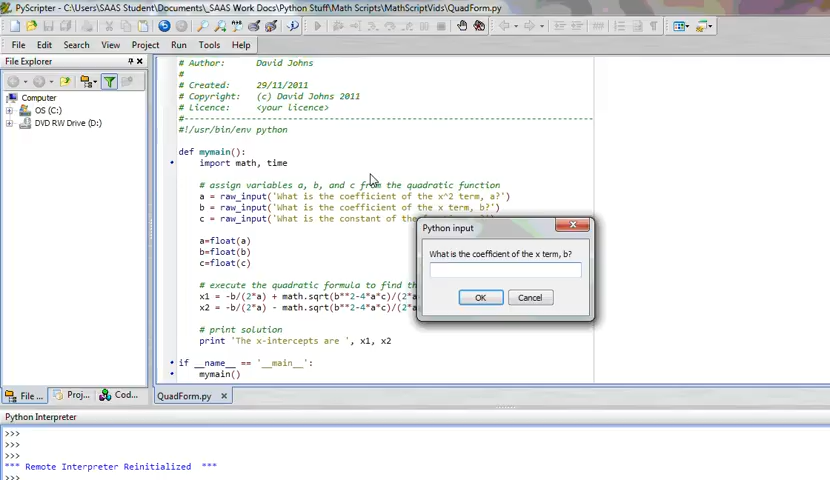 PyScripter - C:\Users\SAAS Student\Documents\_SAAS Work Docs\Python Stuff\Math Scripts\MathScriptVids\QuadForm.py
File Edit Search View Project Run Tools Help
File Explorer
Computer
OS (C:)
DVD RW Drive (D:)
# Author: David Johns
#
# Created: 29/11/2011
# Copyright: (c) David Johns 2011
# Licence: <your licence>
#-------------------------------------------------------------------------------
#!/usr/bin/env python
def mymain():
import math, time
# assign variables a, b, and c from the quadratic function
a = raw_input('What is the coefficient of the x^2 term, a?')
b = raw_input('What is the coefficient of the x term, b?')
c = raw_input('What is the constant of the
a=float(a)
b=float(b)
c=float(c)
# execute the quadratic formula to find th
x1 = -b/(2*a) + math.sqrt(b**2-4*a*c)/(2*a
x2 = -b/(2*a) - math.sqrt(b**2-4*a*c)/(2*a
# print solution
print 'The x-intercepts are ', x1, x2
if __name__ == '__main__':
mymain()
Python input
What is the coefficient of the x term, b?
OK Cancel
File ... Proj... Cod...
QuadForm.py
Python Interpreter
>>>
>>>
>>>
*** Remote Interpreter Reinitialized ***
>>>